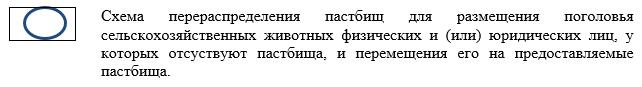 Схема перераспределения пастбищ для размещения поголовья
сельскохозяйственных животных физических и (или) юридических лиц, у
которых отсуствуют пастбища, и перемещения его на предоставляемые
пастбища.